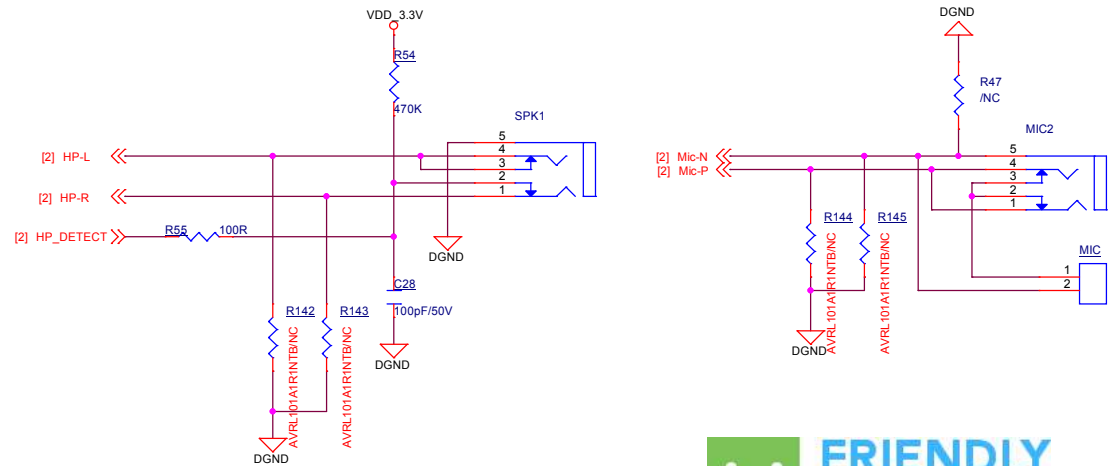 VDD_3.3V
R54
470K
SPK1
5
4
3
2
1
[2] HP-L
[2] HP-R
[2] HP_DETECT
R55
100R
DGND
C28
100pF/50V
DGND
R142
AVRL101A1R1NTB/NC
R143
AVRL101A1R1NTB/NC
DGND
DGND
R47
/NC
MIC2
5
4
3
2
1
[2] Mic-N
[2] Mic-P
R144
AVRL101A1R1NTB/NC
R145
AVRL101A1R1NTB/NC
DGND
MIC
1
2
FRIENDLY